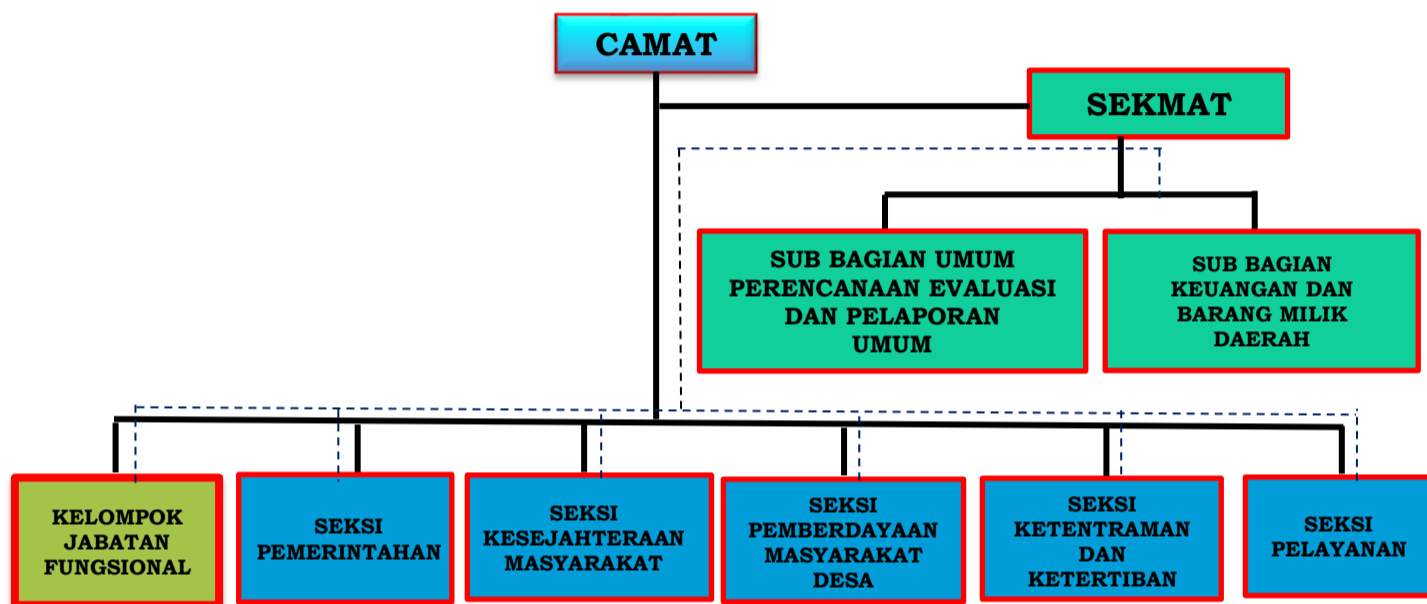 CAMAT
SEKMAT
SUB BAGIAN UMUM
PERENCANAAN EVALUASI
DAN PELAPORAN
UMUM
SUB BAGIAN
KEUANGAN DAN
BARANG MILIK
DAERAH
KELOMPOK
JABATAN
FUNGSIONAL
SEKSI
PEMERINTAHAN
SEKSI
KESEJAHTERAAN
MASYARAKAT
SEKSI
PEMBERDAYAAN
MASYARAKAT
DESA
SEKSI
KETENTRAMAN
DAN
KETERTIBAN
SEKSI
PELAYANAN